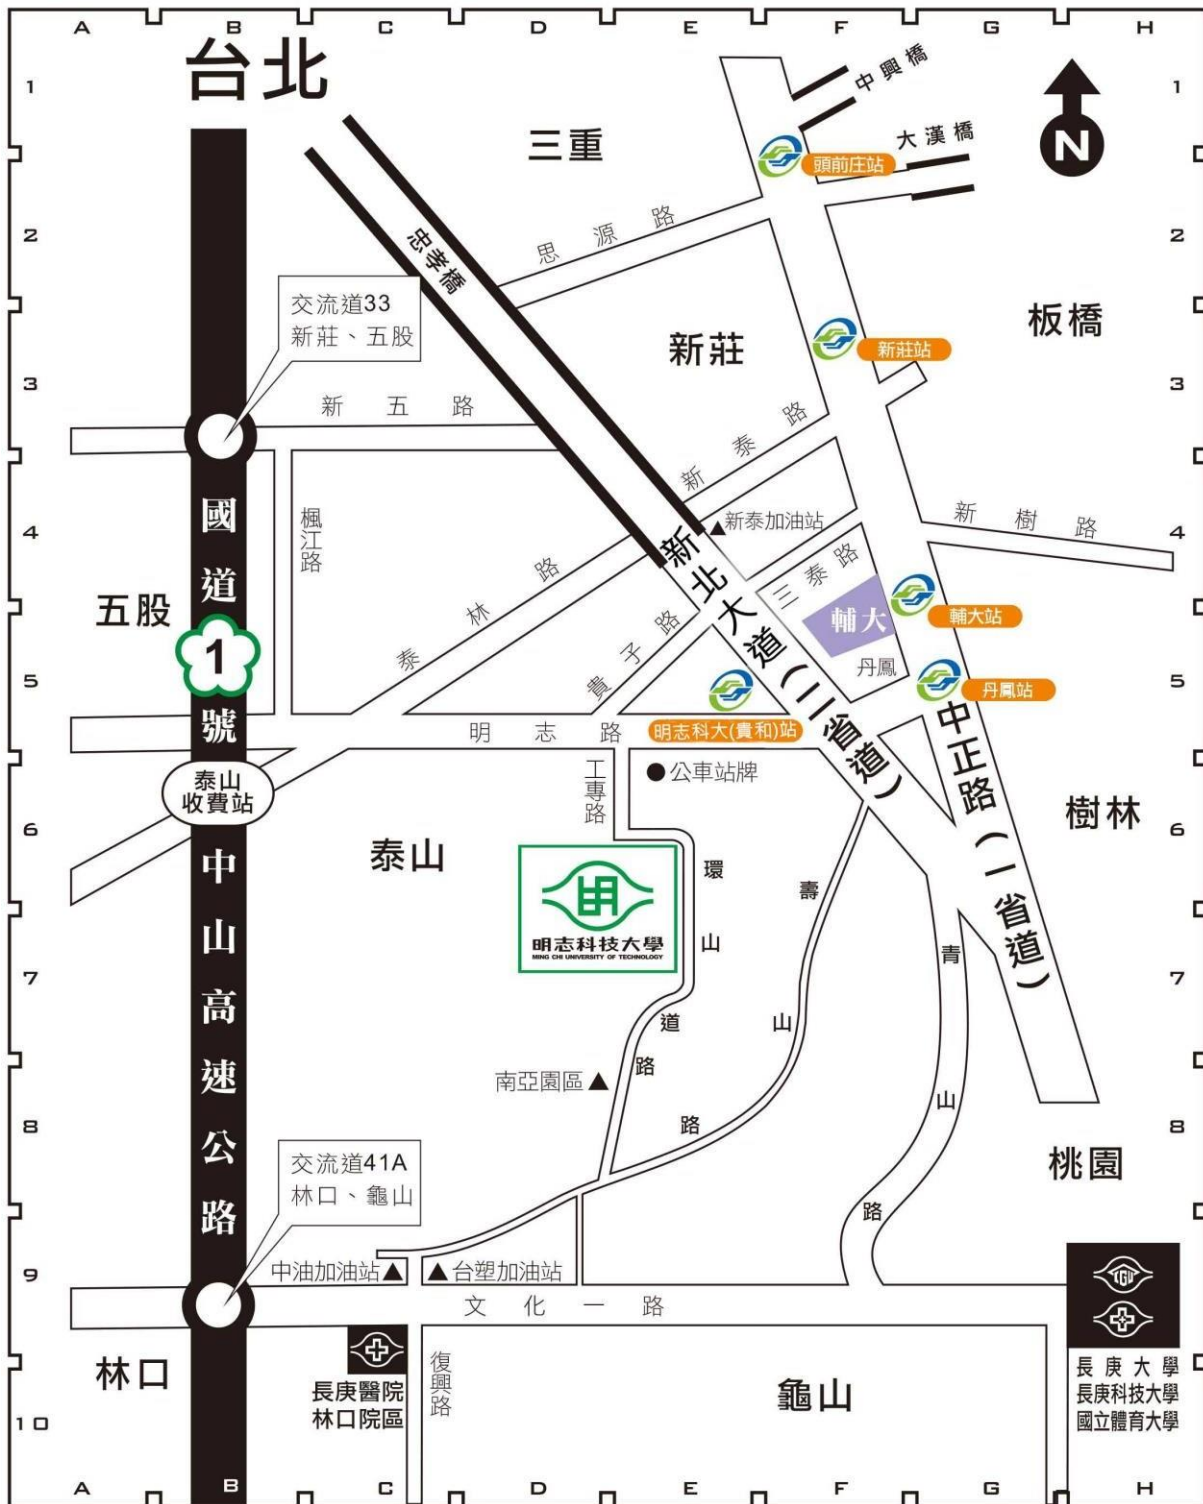 A B C D E F G H
台北
1
中興橋
1
N
三重
大漢橋
頭前庄站
2
思源路
忠孝橋
2
交流道33
新莊、五股
新莊
板橋
新莊站
3
新五路
新泰路
3
國道
1
號
中山高速公路
楓江路
4
新泰加油站
新樹路
4
五股
泰林路
貴子路
新北大道(二省道)
三泰路
輔大
輔大站
丹鳳
丹鳳站
5
5
明志路
明志科大(貴和)站
中正路(一省道)
泰山
收費站
工專路
公車站牌
6
樹林
6
泰山
環山道路
壽山路
青山路
明志科技大學
MING CHI UNIVERSITY OF TECHNOLOGY
7
7
南亞園區
8
8
交流道41A
林口、龜山
桃園
9
中油加油站
台塑加油站
9
文化一路
CGU
林口
長庚醫院
林口院區
復興路
龜山
長庚大學
長庚科技大學
國立體育大學
10
10
A B C D E F G H